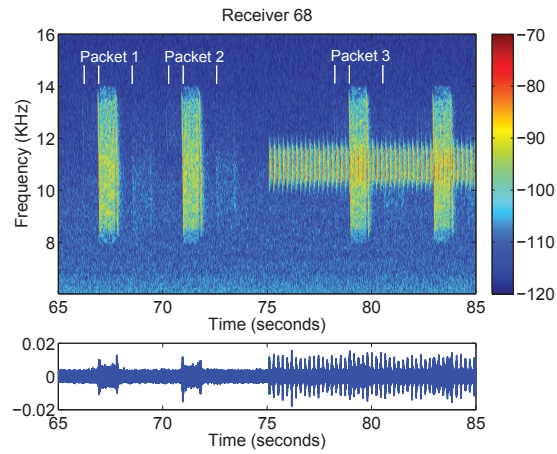 Receiver 68
Packet 1 Packet 2 Packet 3
16
14
12
10
8
Frequency (KHz)
65 70 75 80 85
Time (seconds)
−70
−80
−90
−100
−110
−120
0.02
0
−0.02
65 70 75 80 85
Time (seconds)